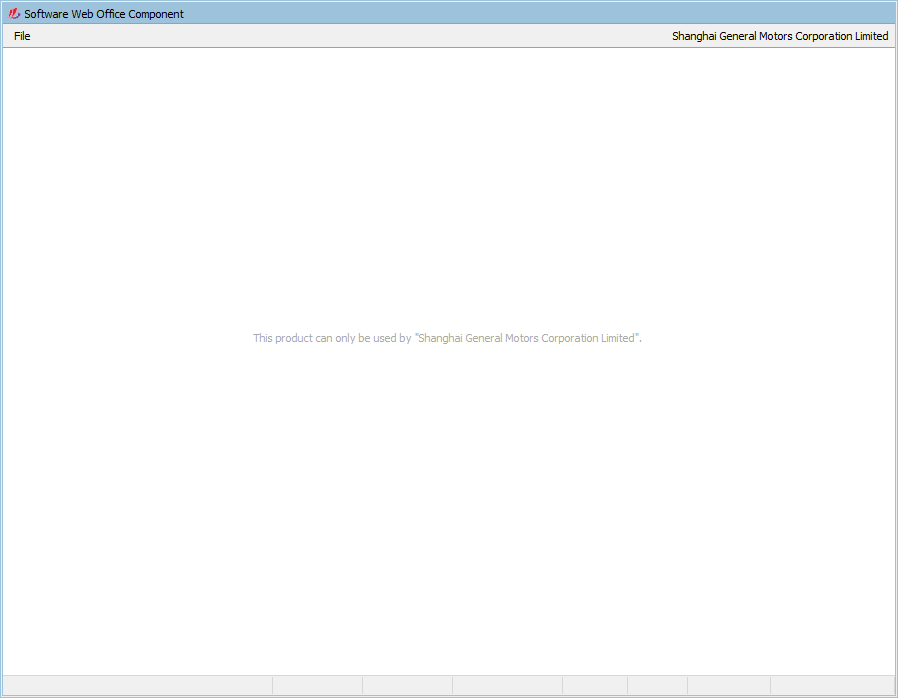 Software Web Office Component
File
Shanghai General Motors Corporation Limited
This product can only be used by "Shanghai General Motors Corporation Limited".